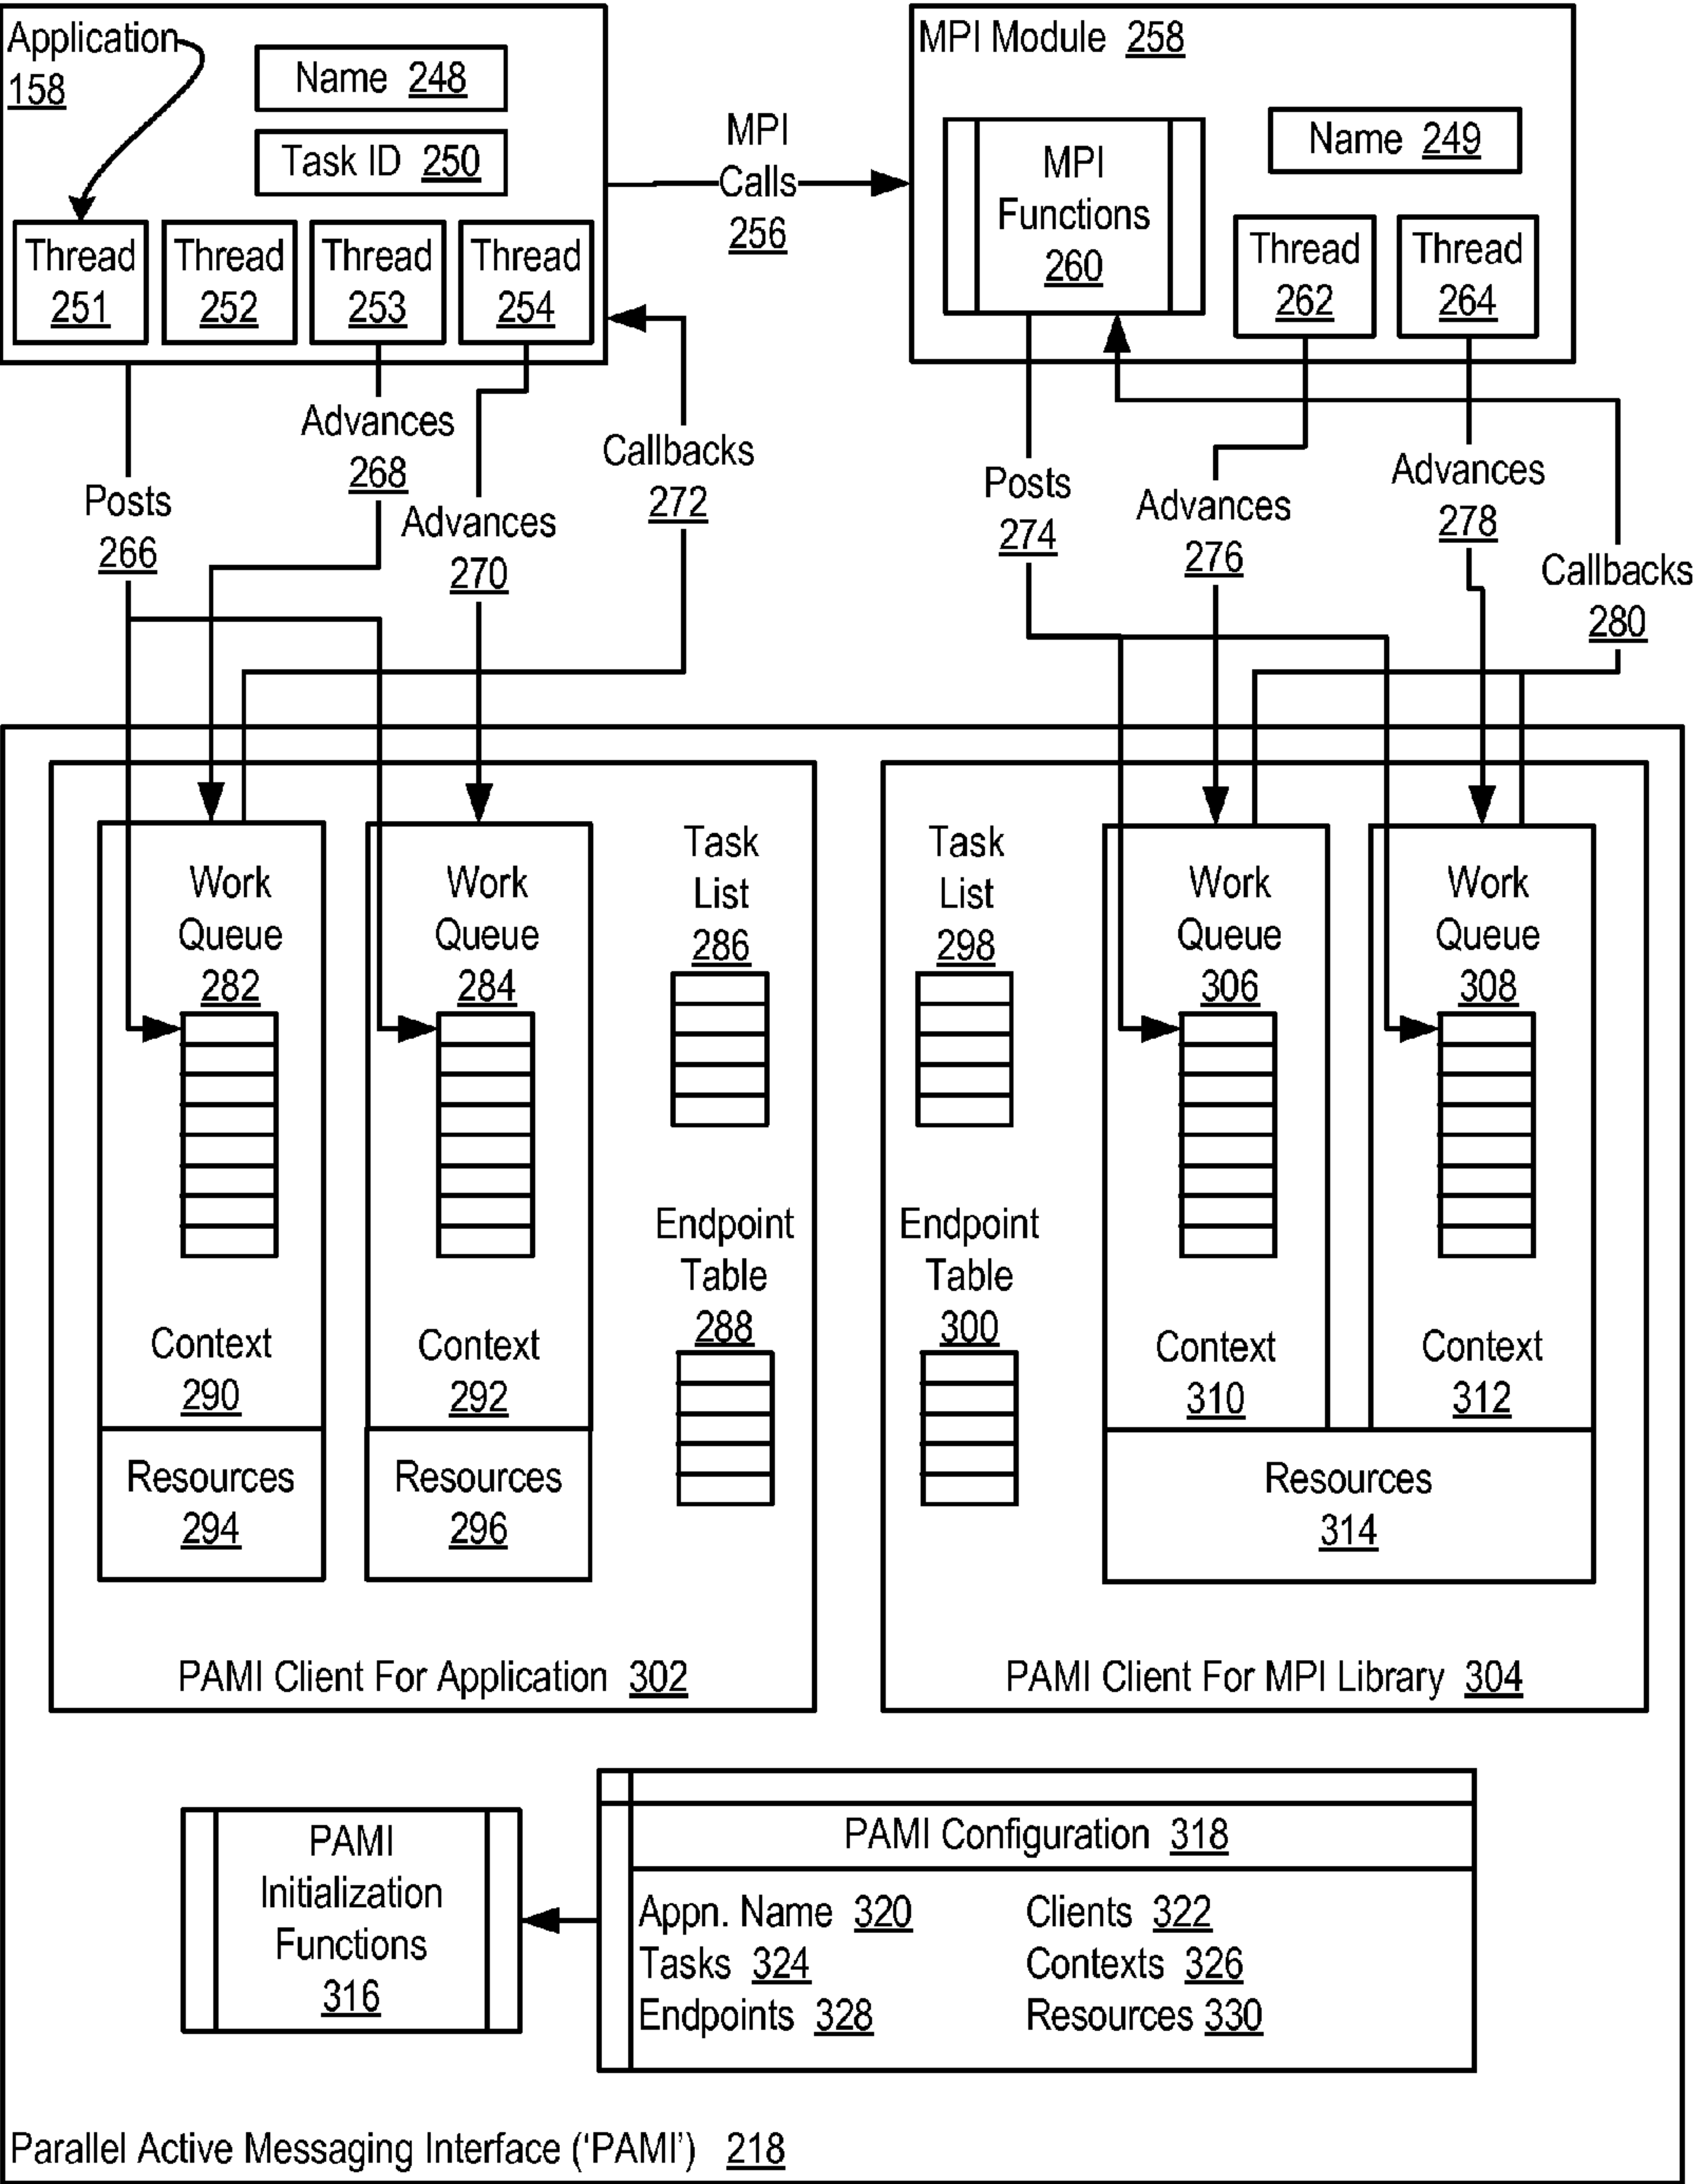 Application
158
Name 248
Task ID 250
Thread
251
Thread
252
Thread
253
Thread
254
MPI
Calls
256
MPI Module 258
MPI
Functions
260
Name 249
Thread
262
Thread
264
Posts
266
Advances
268
Advances
270
Callbacks
272
Posts
274
Advances
276
Advances
278
Callbacks
280
Work
Queue
282
Context
290
Resources
294
Work
Queue
284
Context
292
Resources
296
Task
List
286
Endpoint
Table
288
PAMI Client For Application 302
Task
List
298
Endpoint
Table
300
Work
Queue
306
Context
310
Work
Queue
308
Context
312
Resources
314
PAMI Client For MPI Library 304
PAMI
Initialization
Functions
316
PAMI Configuration 318
Appn. Name 320 Clients 322
Tasks 324 Contexts 326
Endpoints 328 Resources 330
Parallel Active Messaging Interface (‘PAMI’) 218